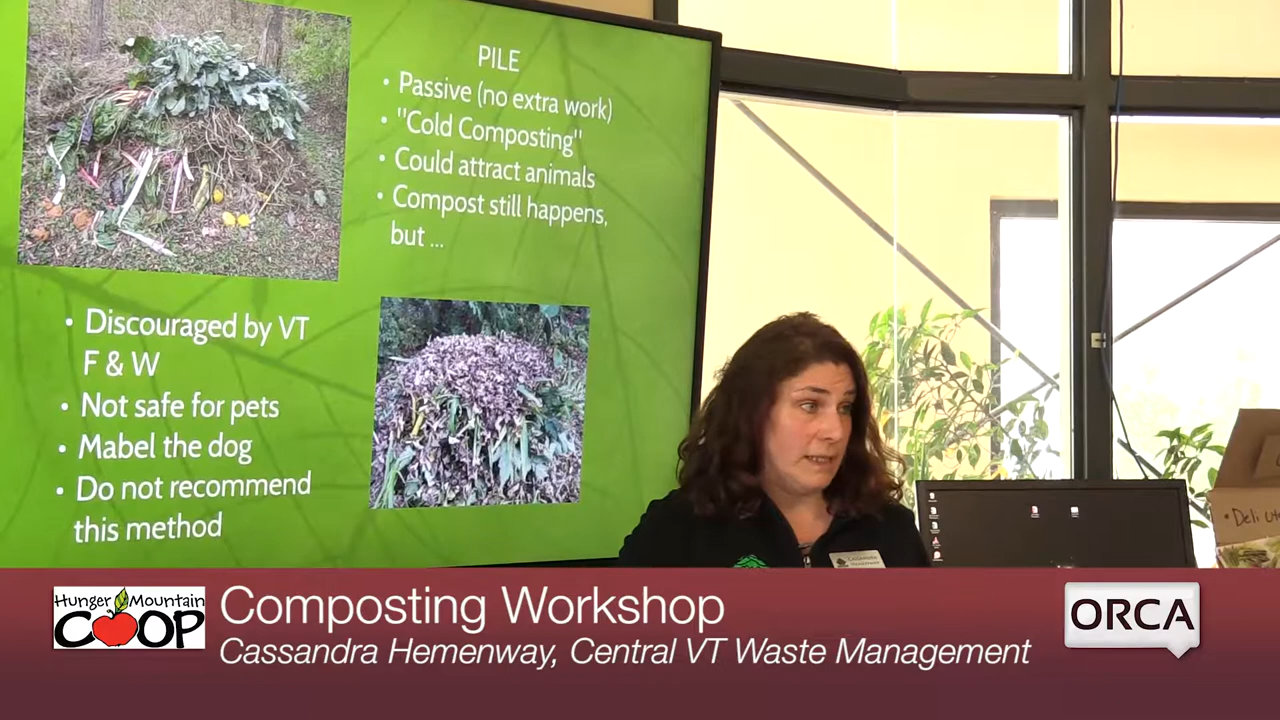 PILE
• Passive (no extra work)
• "Cold Composting"
• Could attract animals
• Compost still happens,
but ...
• Discouraged by VT
F & W
• Not safe for pets
• Mabel the dog
• Do not recommend
this method
• Deli
Hunger Mountain
COOP
Composting Workshop
Cassandra Hemenway, Central VT Waste Management
ORCA